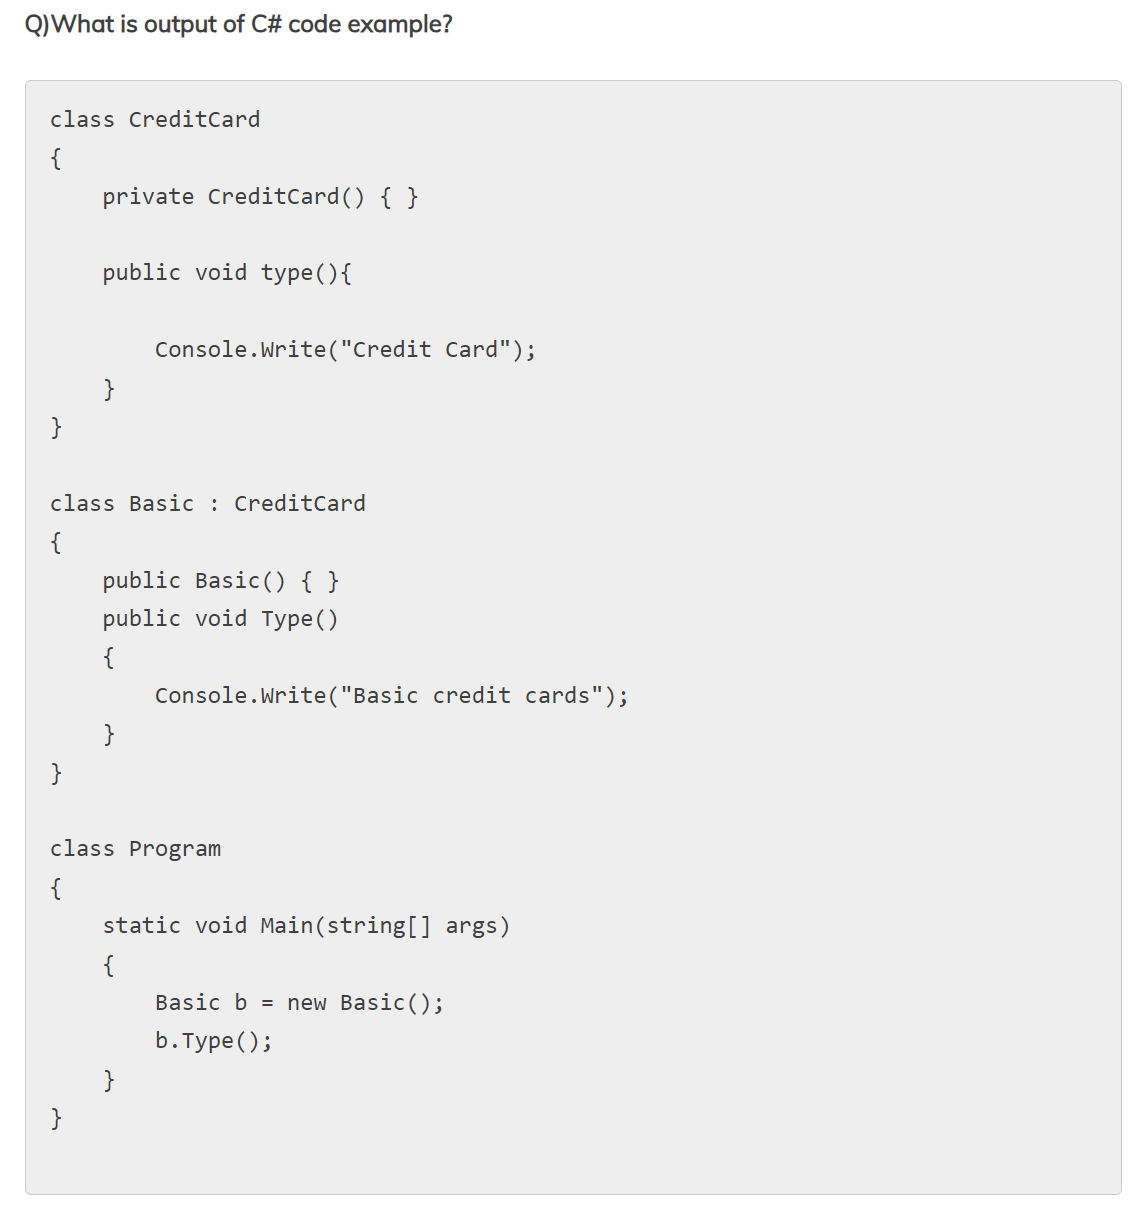 Q)What is output of C# code example?
class CreditCard
{
    private CreditCard() { }
    public void type(){
        Console.Write("Credit Card");
    }
}
class Basic : CreditCard
{
    public Basic() { }
    public void Type()
    {
        Console.Write("Basic credit cards");
    }
}
class Program
{
    static void Main(string[] args)
    {
        Basic b = new Basic();
        b.Type();
    }
}